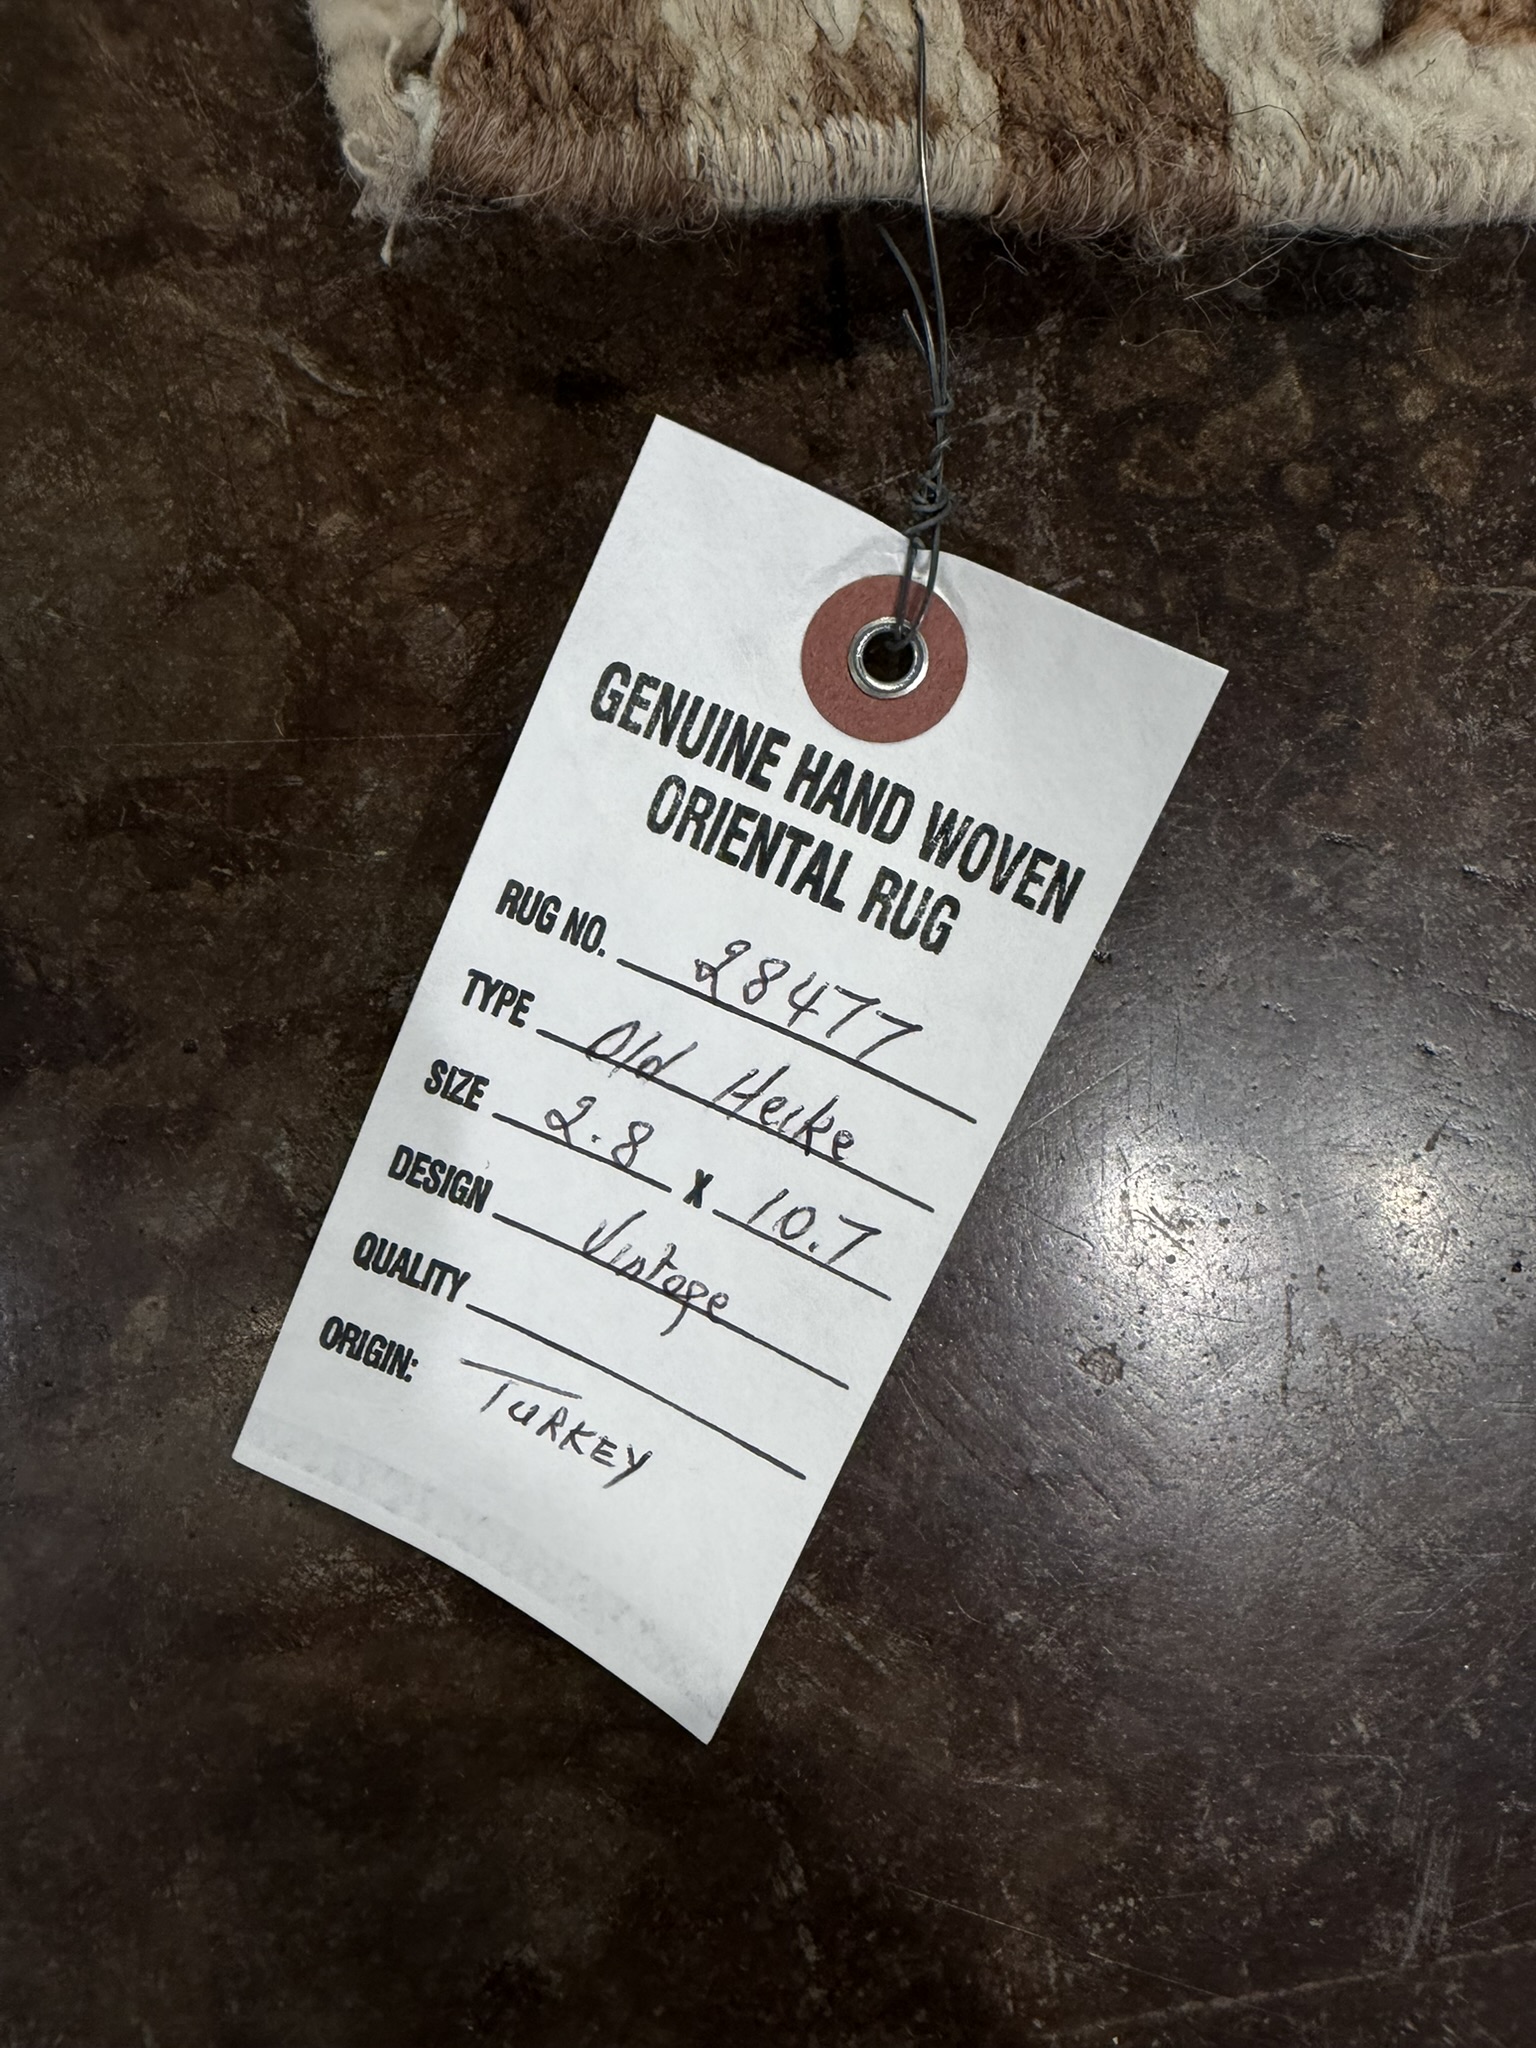 GENUINE HAND WOVEN
ORIENTAL RUG
RUG NO. 28477
TYPE Old Heike
SIZE 2.8 X 10.7
DESIGN Vintage
QUALITY
ORIGIN: TURKEY